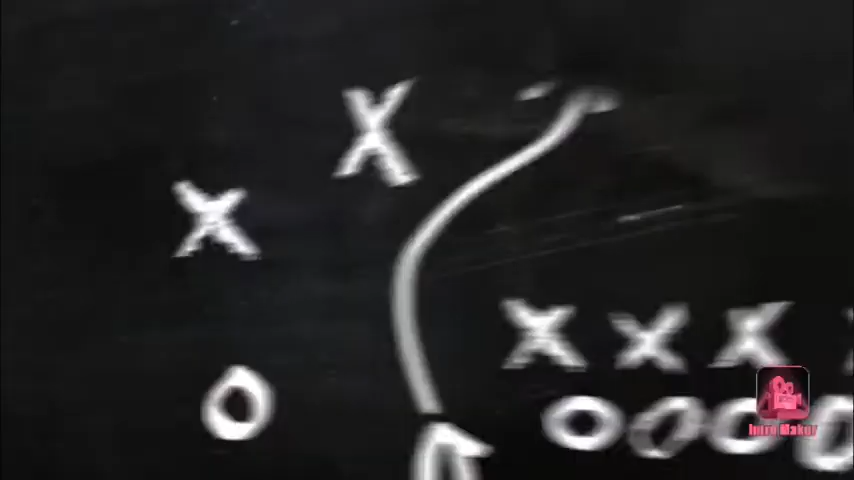 X
X
X X X
O O O O O
Intro Maker